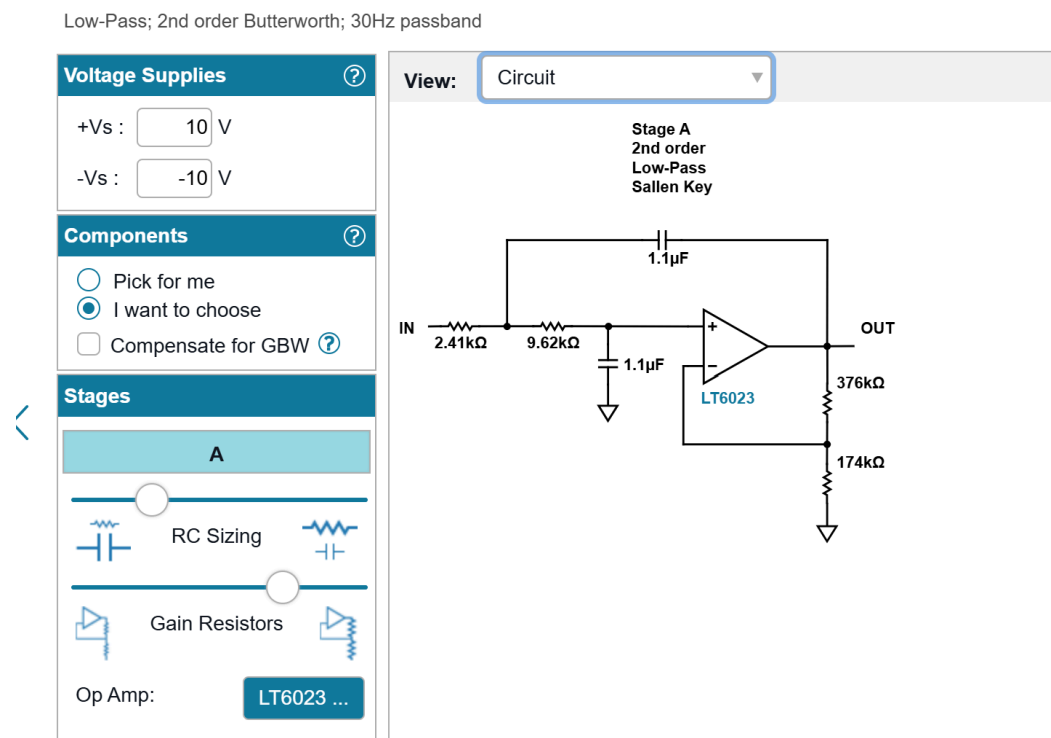 Low-Pass; 2nd order Butterworth; 30Hz passband
Voltage Supplies ?
+Vs : 10 V
-Vs : -10 V
Components ?
Pick for me
I want to choose
Compensate for GBW ?
Stages
A
RC Sizing
Gain Resistors
Op Amp: LT6023 ...
View: Circuit
Stage A
2nd order
Low-Pass
Sallen Key
1.1µF
IN
2.41kΩ
9.62kΩ
1.1µF
+
−
LT6023
OUT
376kΩ
174kΩ